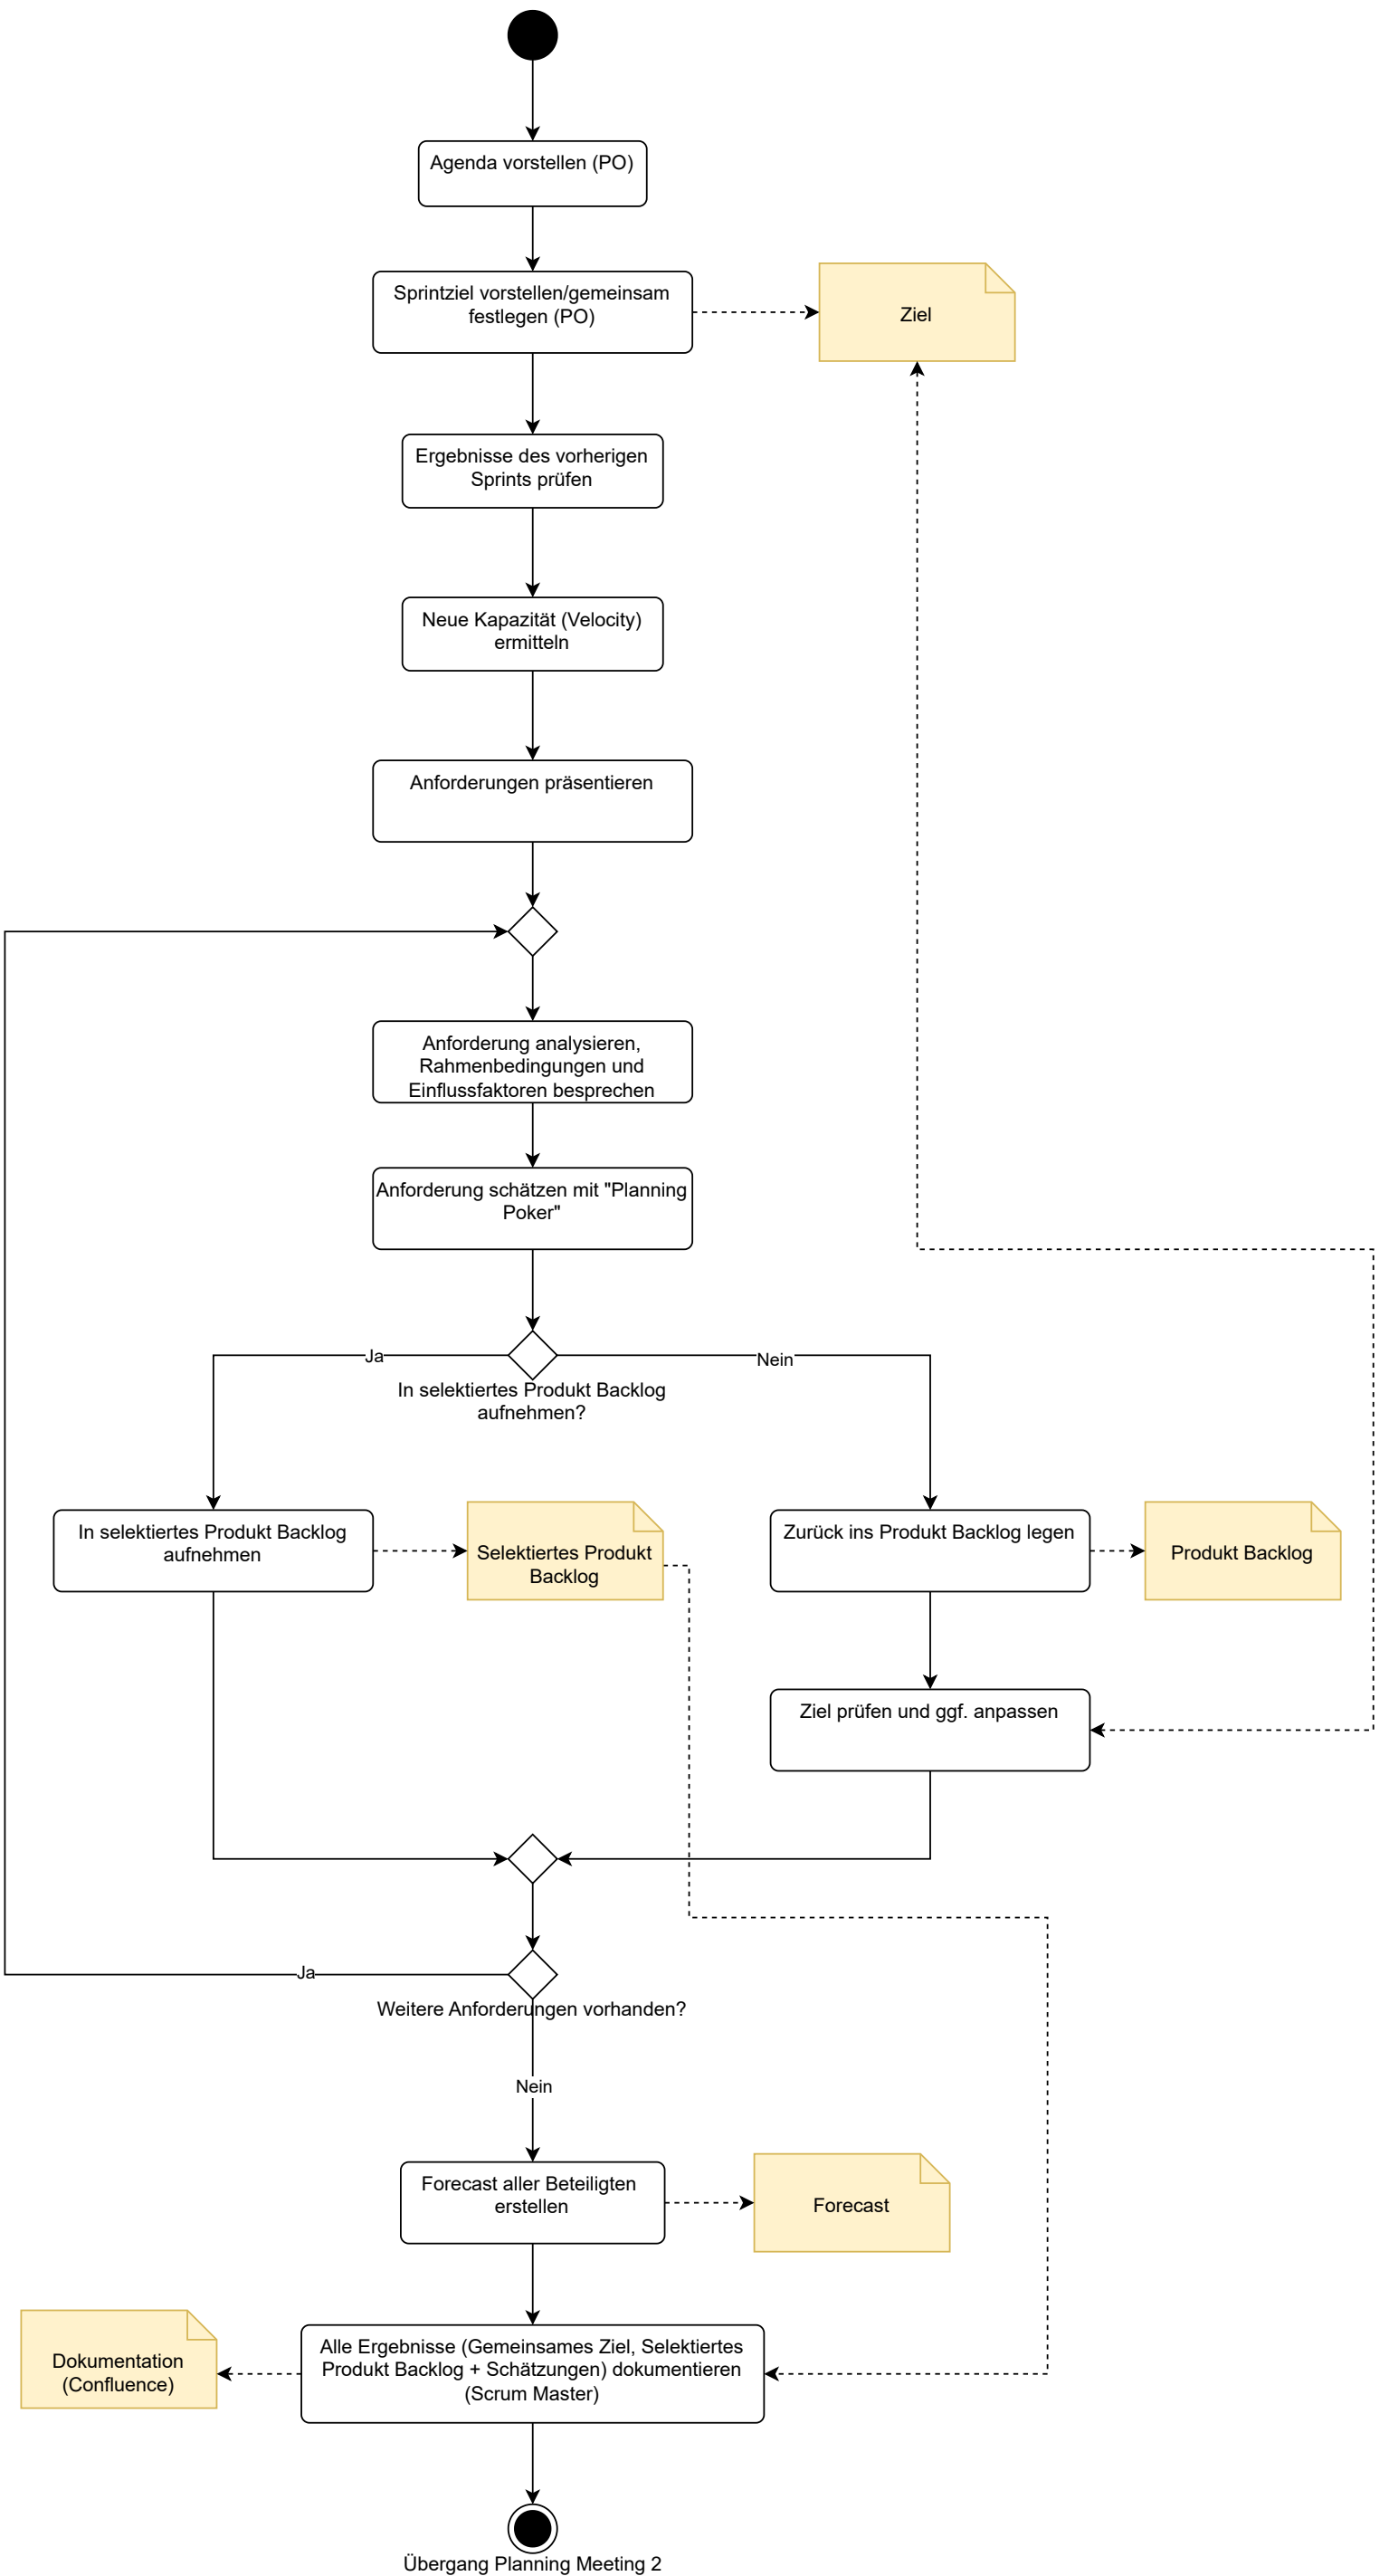 Agenda vorstellen (PO)
Sprintziel vorstellen/gemeinsam
festlegen (PO)
Ziel
Ergebnisse des vorherigen
Sprints prüfen
Neue Kapazität (Velocity)
ermitteln
Anforderungen präsentieren
Anforderung analysieren,
Rahmenbedingungen und
Einflussfaktoren besprechen
Anforderung schätzen mit "Planning
Poker"
Ja
Nein
In selektiertes Produkt Backlog
aufnehmen?
In selektiertes Produkt Backlog
aufnehmen
Selektiertes Produkt
Backlog
Zurück ins Produkt Backlog legen
Produkt Backlog
Ziel prüfen und ggf. anpassen
Ja
Weitere Anforderungen vorhanden?
Nein
Forecast aller Beteiligten
erstellen
Forecast
Alle Ergebnisse (Gemeinsames Ziel, Selektiertes
Produkt Backlog + Schätzungen) dokumentieren
(Scrum Master)
Dokumentation
(Confluence)
Übergang Planning Meeting 2